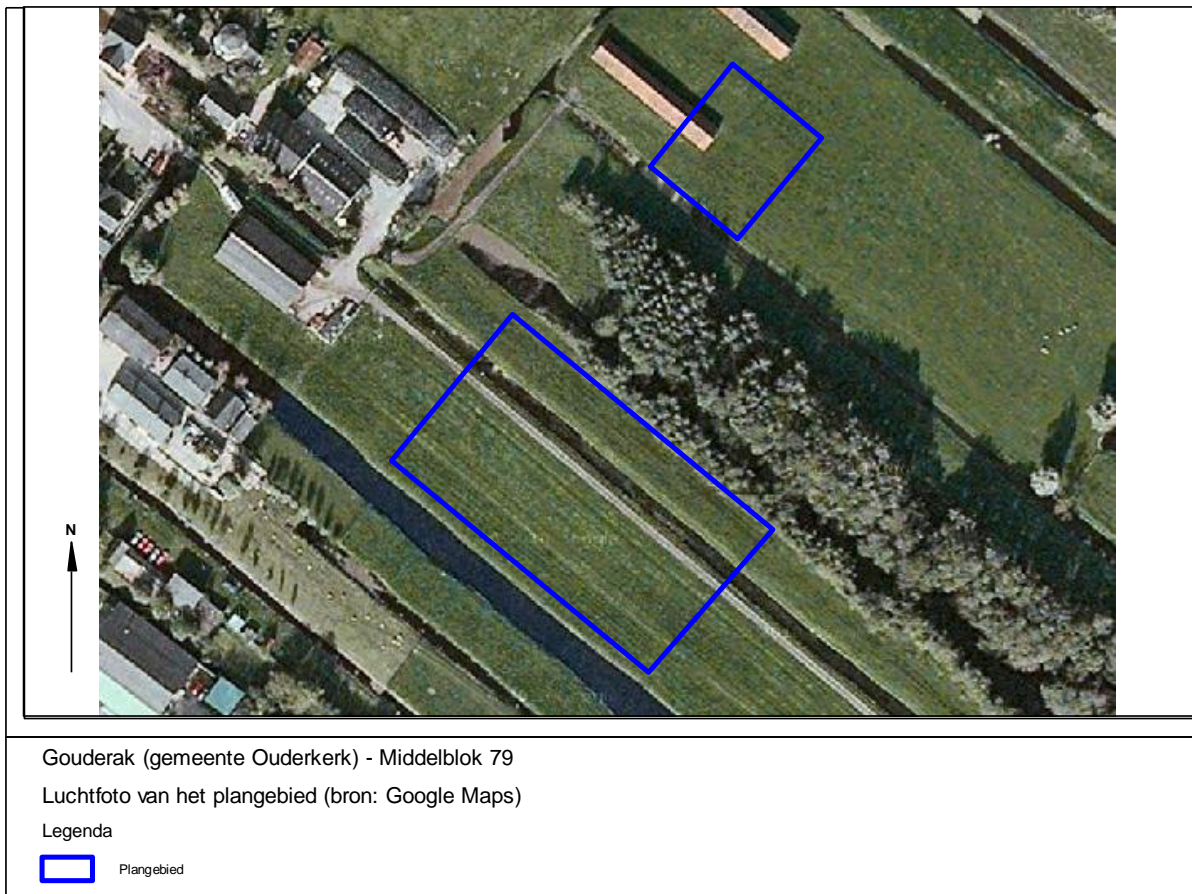 N
Gouderak (gemeente Ouderkerk) - Middelblok 79
Luchtfoto van het plangebied (bron: Google Maps)
Legenda
Plangebied